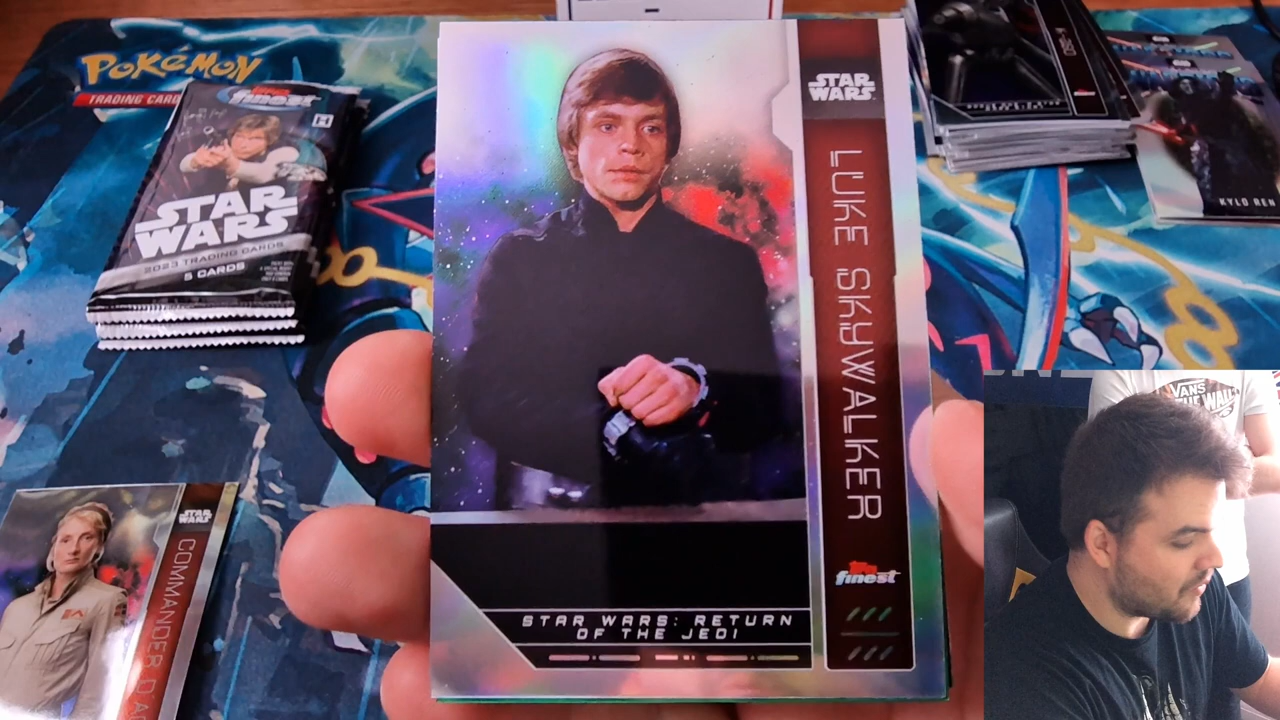 POKÉMON
TRADING CARD
finest
STAR
WARS
2023 TRADING CARDS
5 CARDS
STAR
WARS
LUKE SKYWALKER
finest
STAR WARS: RETURN
OF THE JEDI
STAR
WARS
COMMANDER D'A
KYLO REN
VANS
THE WALL